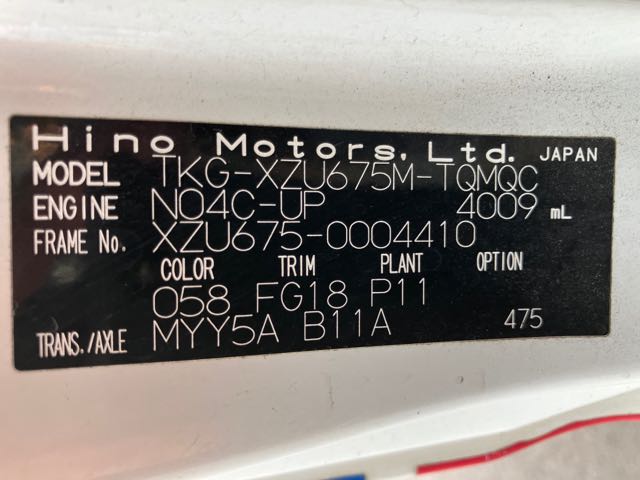 Hino Motors, Ltd. JAPAN
MODEL TKG-XZU675M-TQMQC
ENGINE N04C-UP 4009 mL
FRAME No. XZU675-0004410
COLOR TRIM PLANT OPTION
058 FG18 P11
TRANS./AXLE MYY5A B11A 475